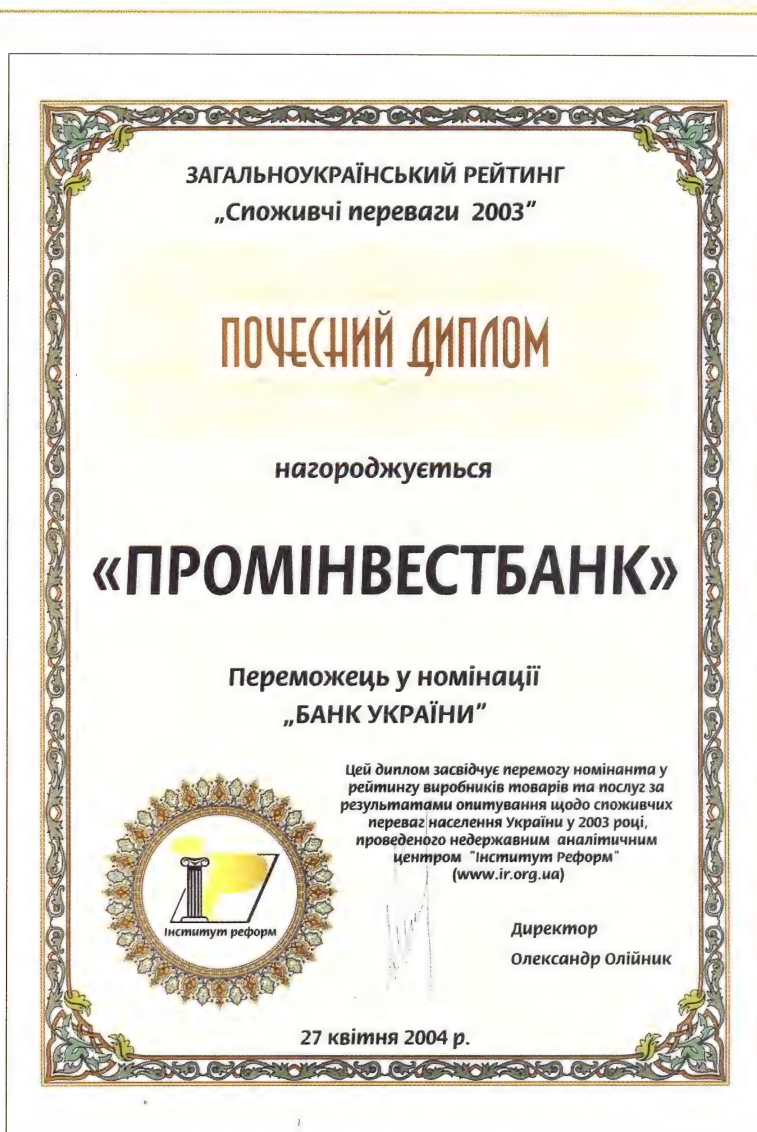 ЗАГАЛЬНОУКРАЇНСЬКИЙ РЕЙТИНГ
„Споживчі переваги 2003”
ПОЧЕСНИЙ ДИПЛОМ
нагороджується
«ПРОМІНВЕСТБАНК»
Переможець у номінації
„БАНК УКРАЇНИ”
Цей диплом засвідчує перемогу номінанта у
рейтингу виробників товарів та послуг за
результатами опитування щодо споживчих
переваг населення України у 2003 році,
проведеного недержавним аналітичним
центром "Інститут Реформ"
(www.ir.org.ua)
Інститут реформ
Директор
Олександр Олійник
27 квітня 2004 р.